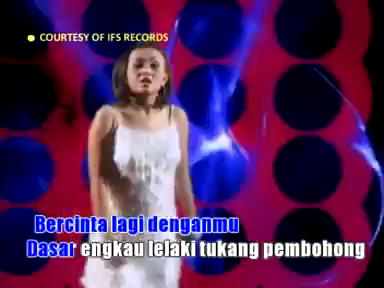 COURTESY OF IFS RECORDS
Bercinta lagi denganmu
Dasar engkau lelaki tukang pembohong